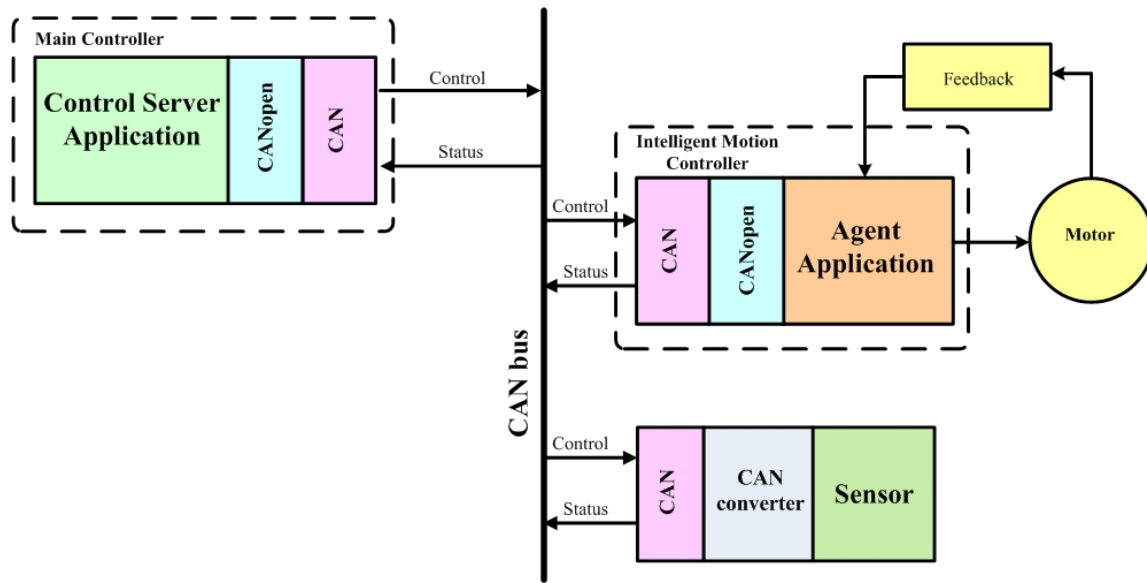 Main Controller
Control Server
Application
CANopen
CAN
Control
Status
CAN bus
Feedback
Intelligent Motion
Controller
Control
Status
CAN
CANopen
Agent
Application
Motor
Control
Status
CAN
CAN
converter
Sensor